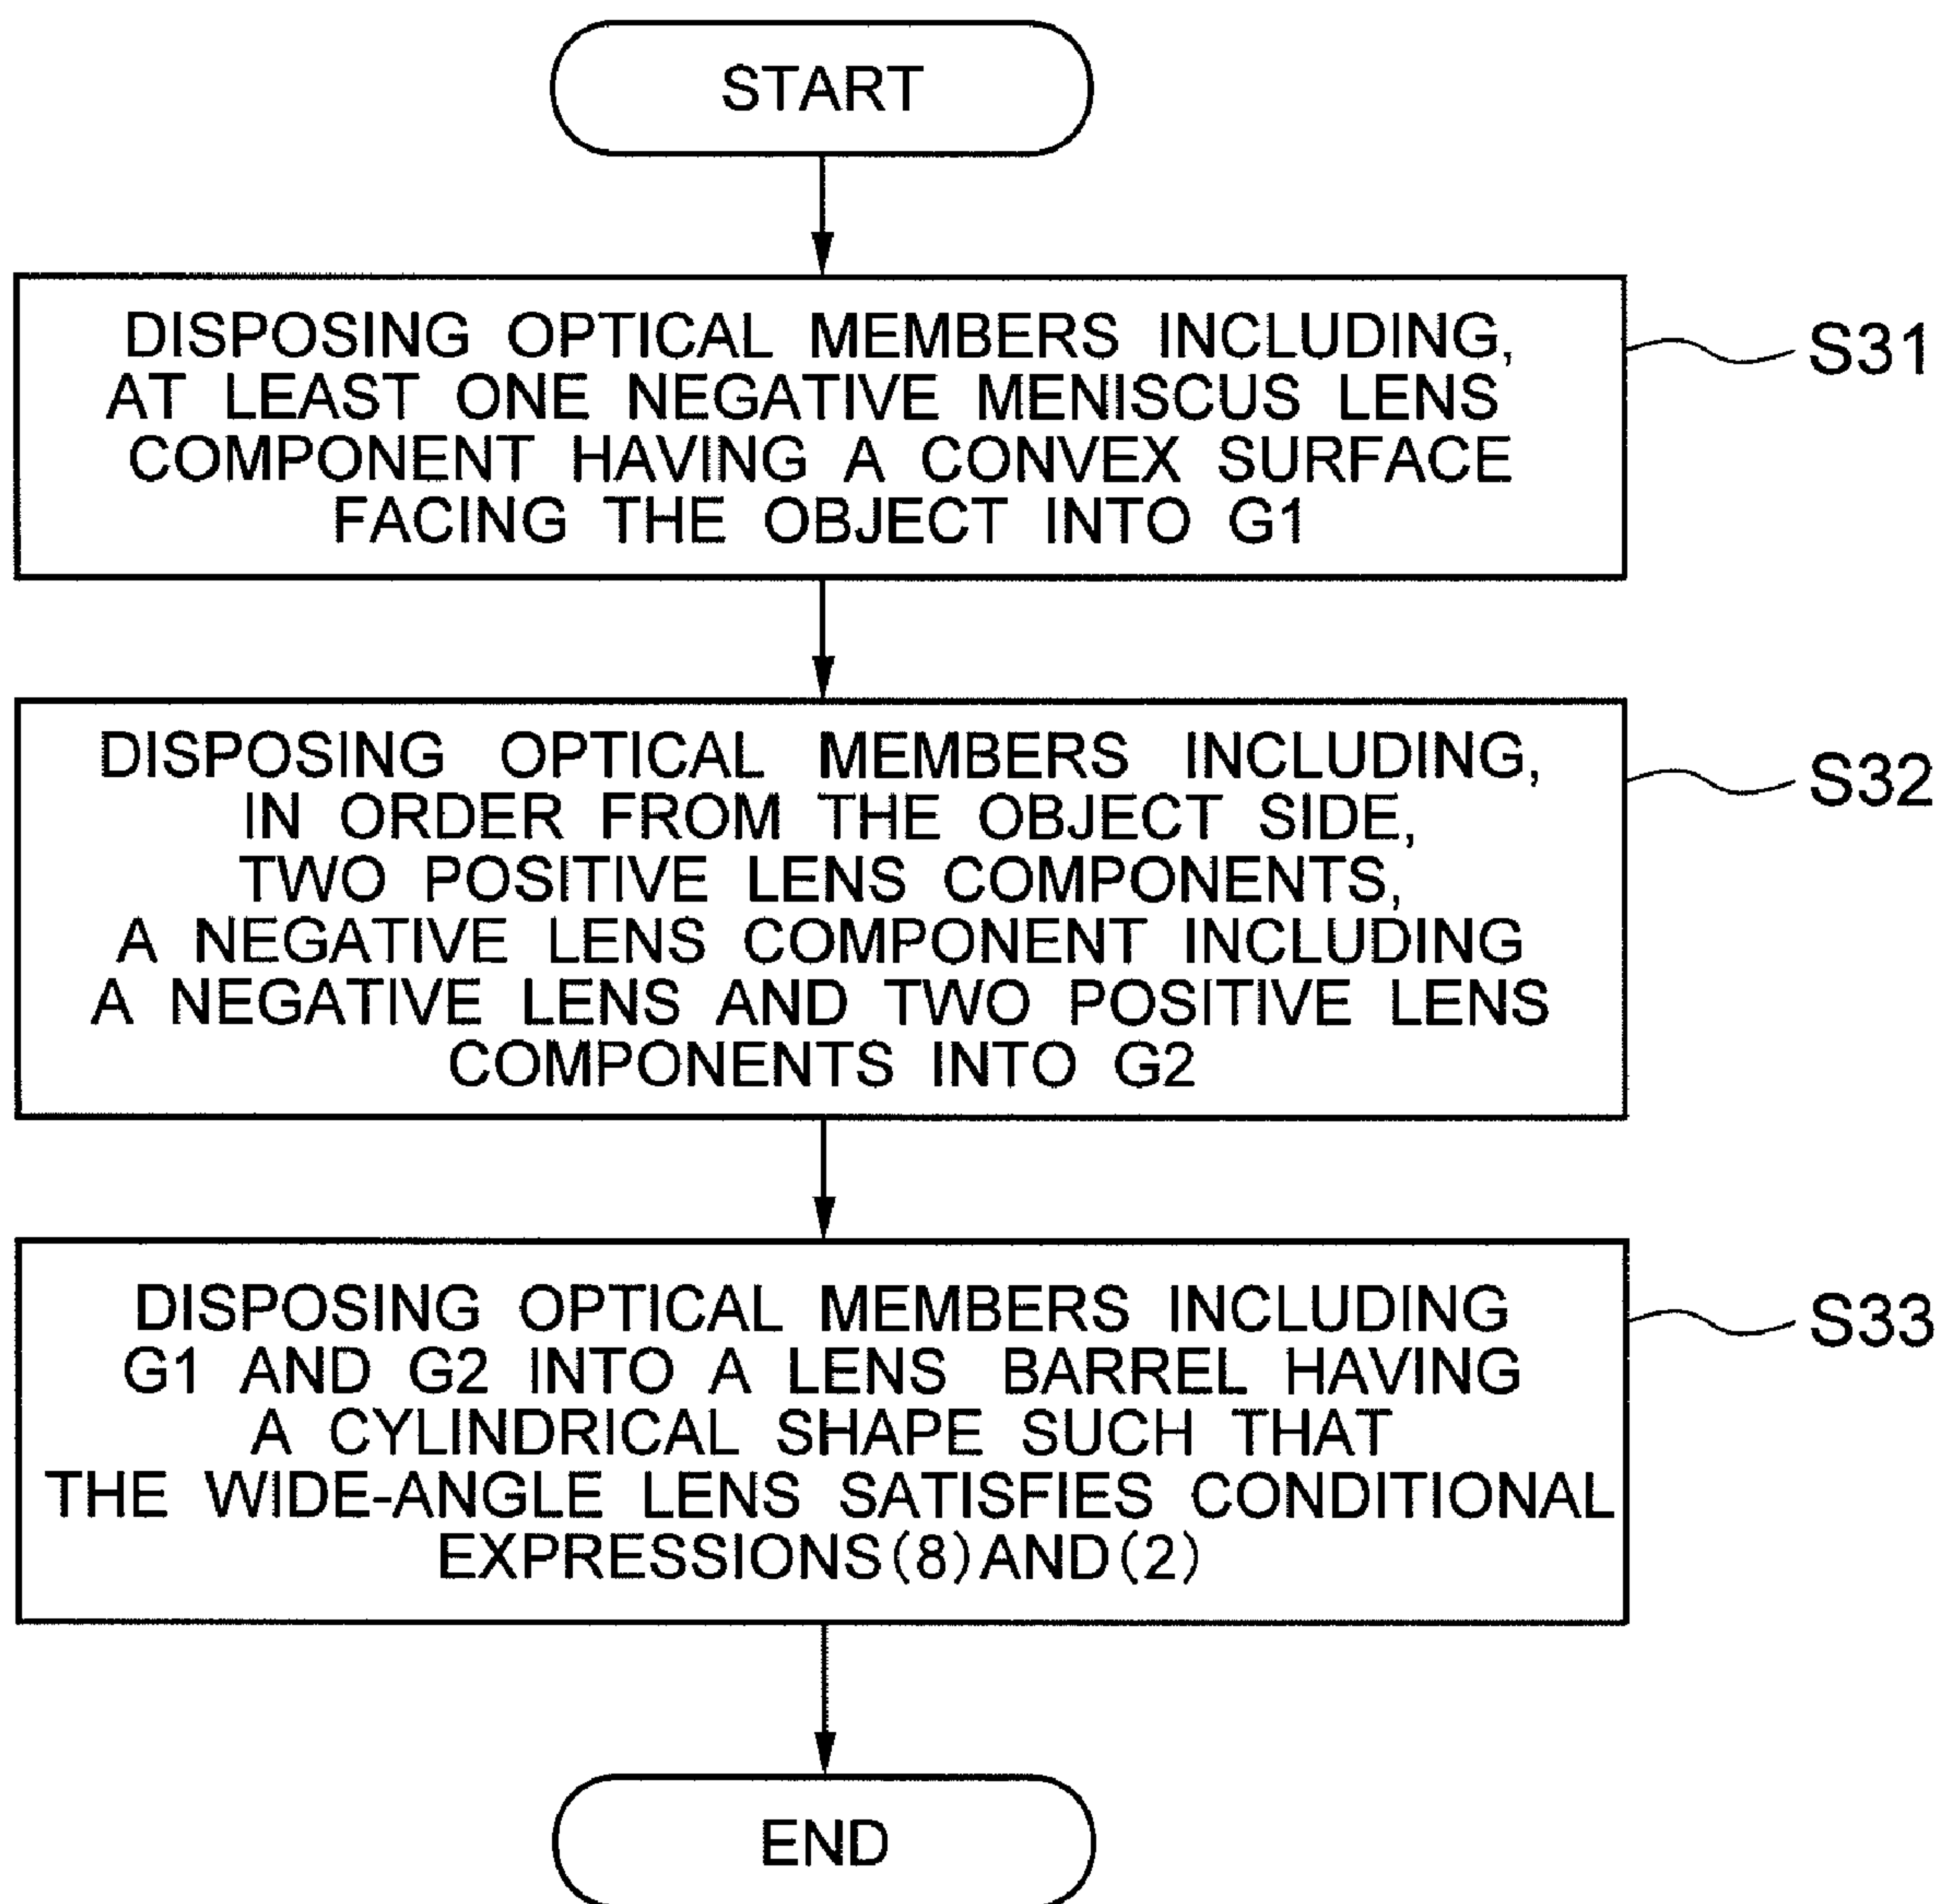 START
DISPOSING OPTICAL MEMBERS INCLUDING,
AT LEAST ONE NEGATIVE MENISCUS LENS
COMPONENT HAVING A CONVEX SURFACE
FACING THE OBJECT INTO G1
S31
DISPOSING OPTICAL MEMBERS INCLUDING,
IN ORDER FROM THE OBJECT SIDE,
TWO POSITIVE LENS COMPONENTS,
A NEGATIVE LENS COMPONENT INCLUDING
A NEGATIVE LENS AND TWO POSITIVE LENS
COMPONENTS INTO G2
S32
DISPOSING OPTICAL MEMBERS INCLUDING
G1 AND G2 INTO A LENS BARREL HAVING
A CYLINDRICAL SHAPE SUCH THAT
THE WIDE-ANGLE LENS SATISFIES CONDITIONAL
EXPRESSIONS(8)AND(2)
S33
END